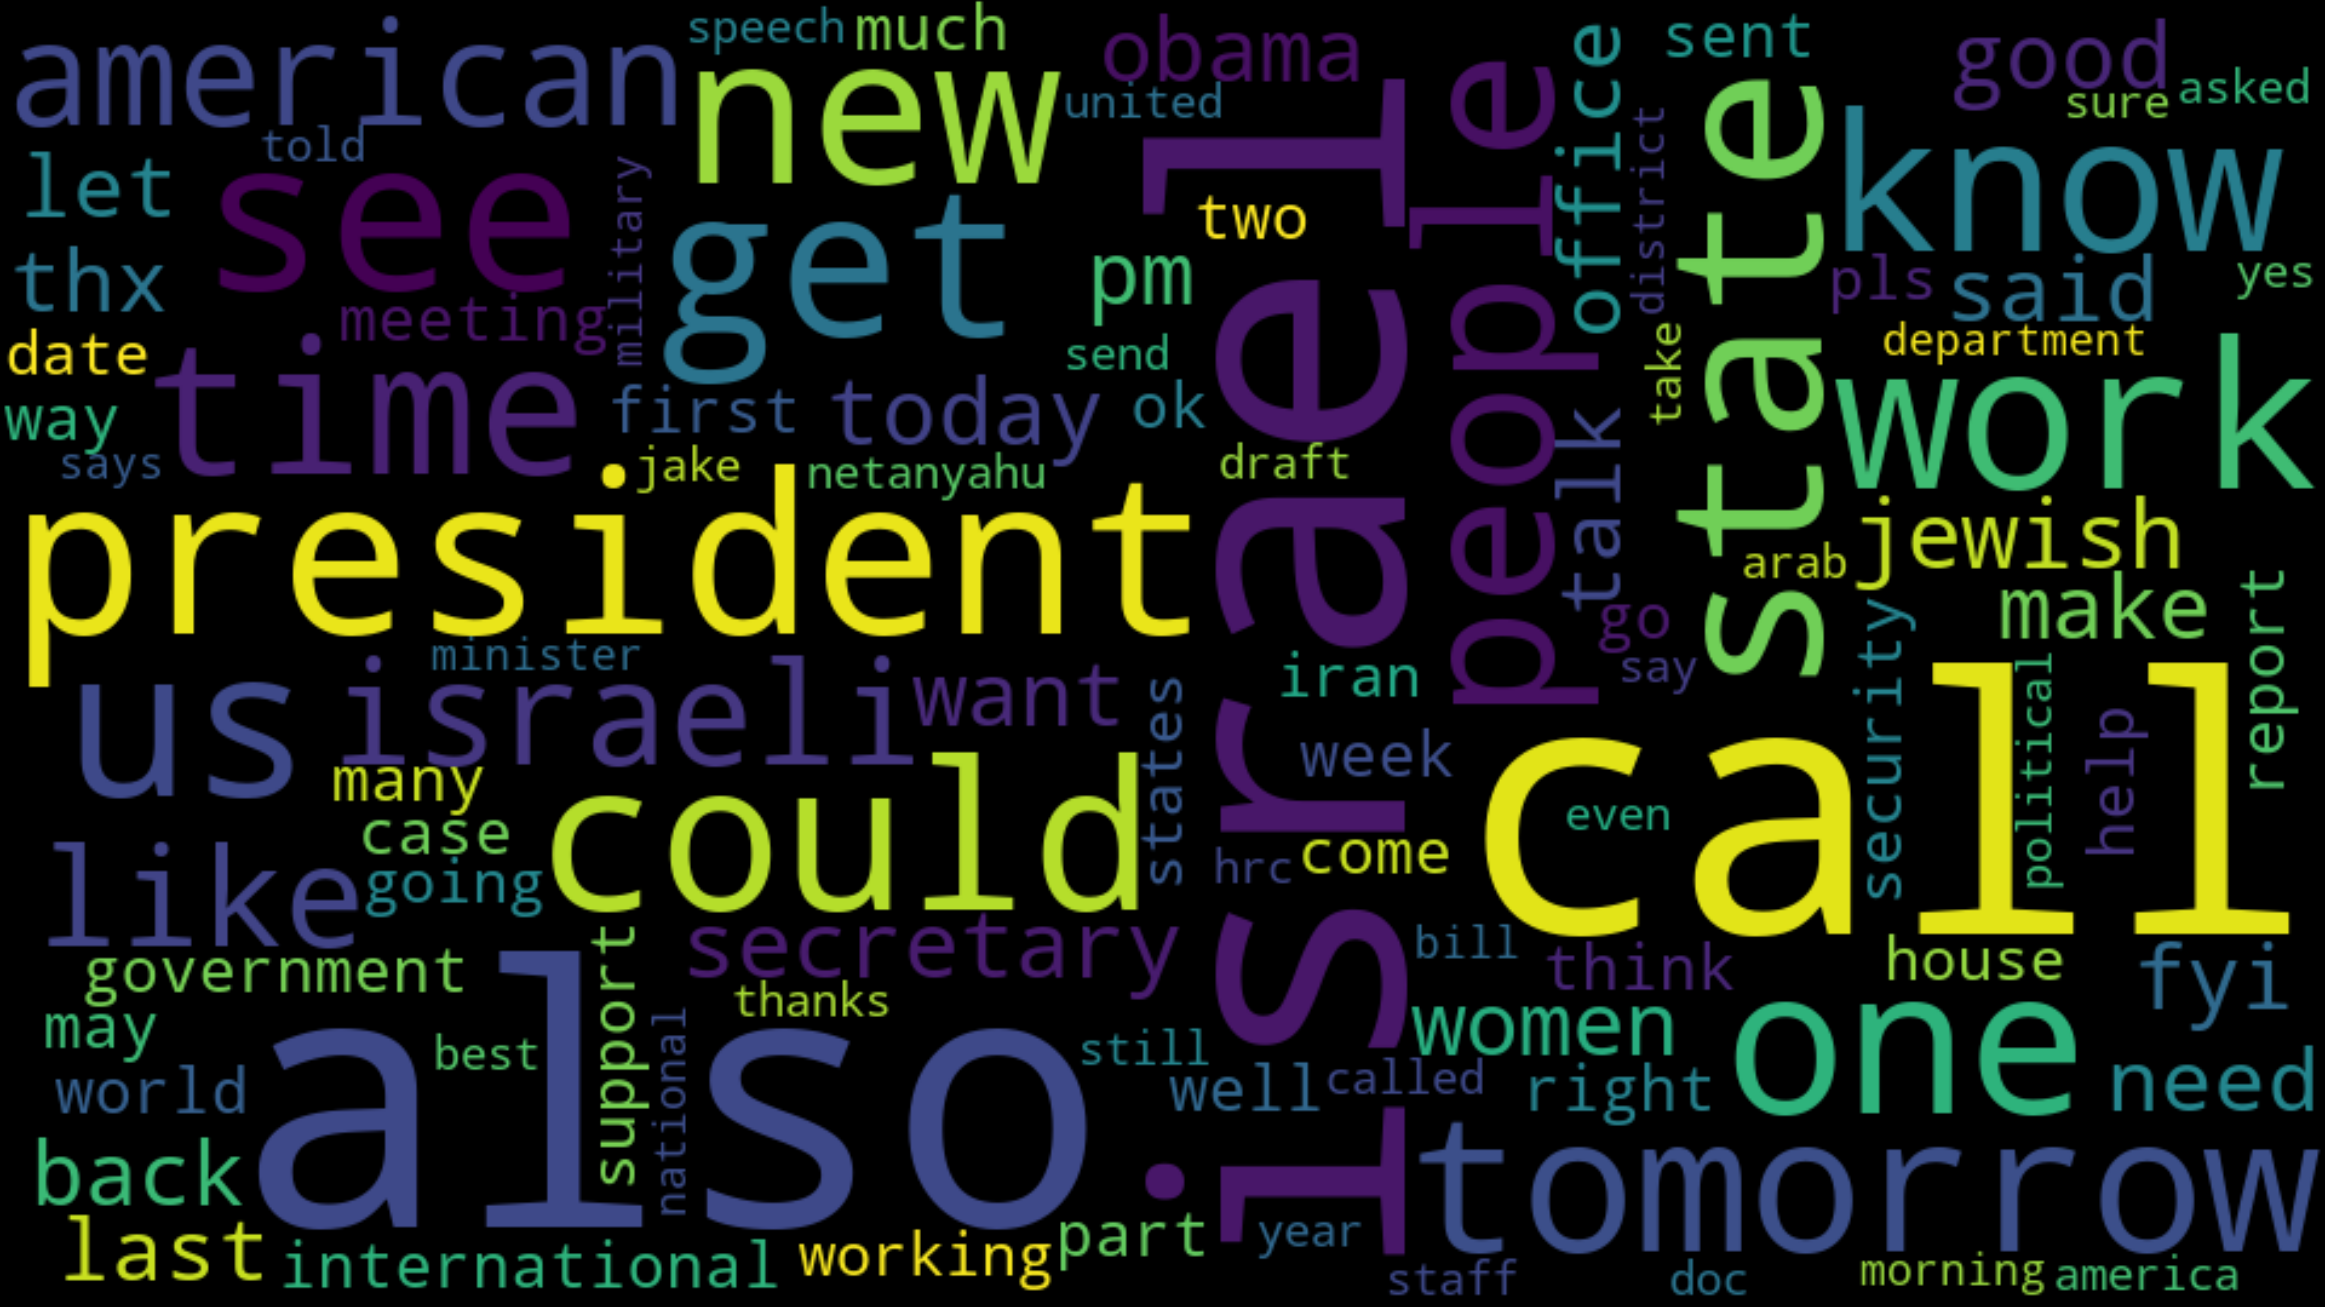 american
speech
much
obama
office
sent
good
asked
sure
new
united
told
let
see
military
get
two
people
district
state
know
thx
meeting
pm
pls
said
yes
date
time
send
take
department
way
first
today
ok
talk
work
says
jake
netanyahu
draft
president
israel
arab
jewish
minister
go
make
us
israeli
want
states
iran
say
security
political
report
many
week
call
help
case
could
even
like
going
hrc
come
government
support
secretary
bill
think
house
fyi
may
also
thanks
women
one
best
national
still
world
well
called
right
need
back
tomorrow
last
international
working
part
year
staff
doc
morning
america